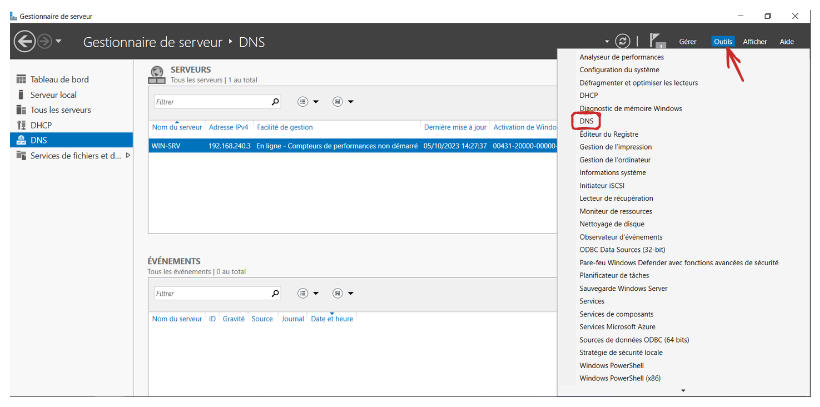 Gestionnaire de serveur
Gestionnaire de serveur • DNS
Gérer Outils Afficher Aide
Tableau de bord
Serveur local
Tous les serveurs
DHCP
DNS
Services de fichiers et d...
SERVEURS
Tous les serveurs | 1 au total
Filtrer
Nom du serveur Adresse IPv4 Facilité de gestion Dernière mise à jour Activation de Windo
WIN-SRV 192.168.240.3 En ligne - Compteurs de performances non démarré 05/10/2023 14:27:37 00431-20000-00000-
ÉVÉNEMENTS
Tous les événements | 0 au total
Filtrer
Nom du serveur ID Gravité Source Journal Date et heure
Analyseur de performances
Configuration du système
Défragmenter et optimiser les lecteurs
DHCP
Diagnostic de mémoire Windows
DNS
Éditeur du Registre
Gestion de l'impression
Gestion de l'ordinateur
Informations système
Initiateur iSCSI
Lecteur de récupération
Moniteur de ressources
Nettoyage de disque
Observateur d'événements
ODBC Data Sources (32-bit)
Pare-feu Windows Defender avec fonctions avancées de sécurité
Planificateur de tâches
Sauvegarde Windows Server
Services
Services de composants
Services Microsoft Azure
Sources de données ODBC (64 bits)
Stratégie de sécurité locale
Windows PowerShell
Windows PowerShell (x86)